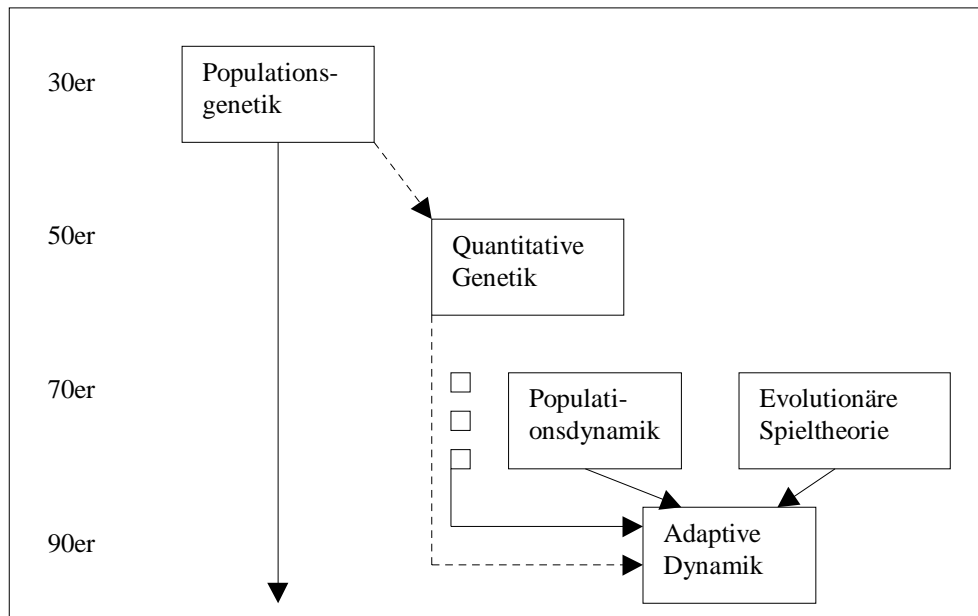 30er
Populations-
genetik
50er
Quantitative
Genetik
70er
Populati-
onsdynamik
Evolutionäre
Spieltheorie
90er
Adaptive
Dynamik